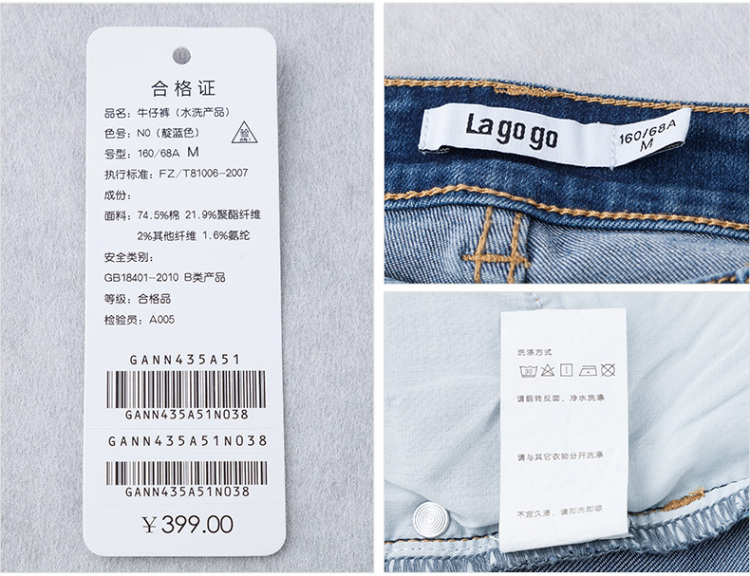 合格证
品名：牛仔裤（水洗产品）
色号：N0（靛蓝色）
号型：160/68A M
执行标准：FZ/T81006-2007
成份：
面料：74.5%棉 21.9%聚酯纤维
2%其他纤维 1.6%氨纶
安全类别：
GB18401-2010 B类产品
等级：合格品
检验员：A005
GANN435A51
GANN435A51N038
GANN435A51N038
GANN435A51N038
￥399.00
Lagogo
160/68A
M
洗涤方式
30
请翻转反面，冷水洗涤
请与其它衣物分开洗涤
不宜久浸，请即洗即晾